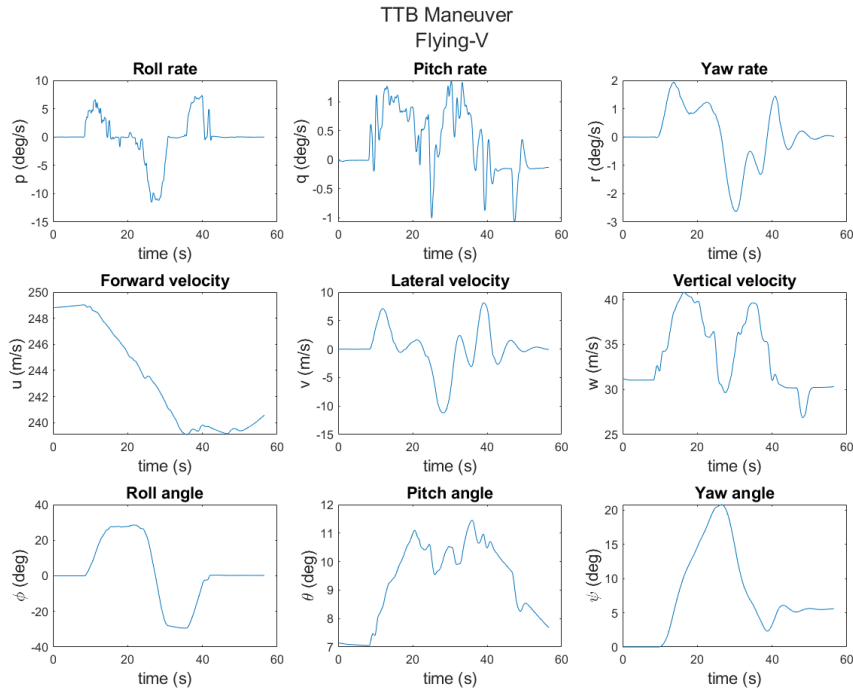 TTB Maneuver
Flying-V
Roll rate
10
5
0
-5
-10
-15
p (deg/s)
0 20 40 60
time (s)
Pitch rate
1
0.5
0
-0.5
-1
q (deg/s)
0 20 40 60
time (s)
Yaw rate
2
1
0
-1
-2
-3
r (deg/s)
0 20 40 60
time (s)
Forward velocity
250
248
246
244
242
240
u (m/s)
0 20 40 60
time (s)
Lateral velocity
10
5
0
-5
-10
-15
v (m/s)
0 20 40 60
time (s)
Vertical velocity
40
35
30
25
w (m/s)
0 20 40 60
time (s)
Roll angle
40
20
0
-20
-40
ϕ (deg)
0 20 40 60
time (s)
Pitch angle
12
11
10
9
8
7
θ (deg)
0 20 40 60
time (s)
Yaw angle
20
15
10
5
0
ψ (deg)
0 20 40 60
time (s)